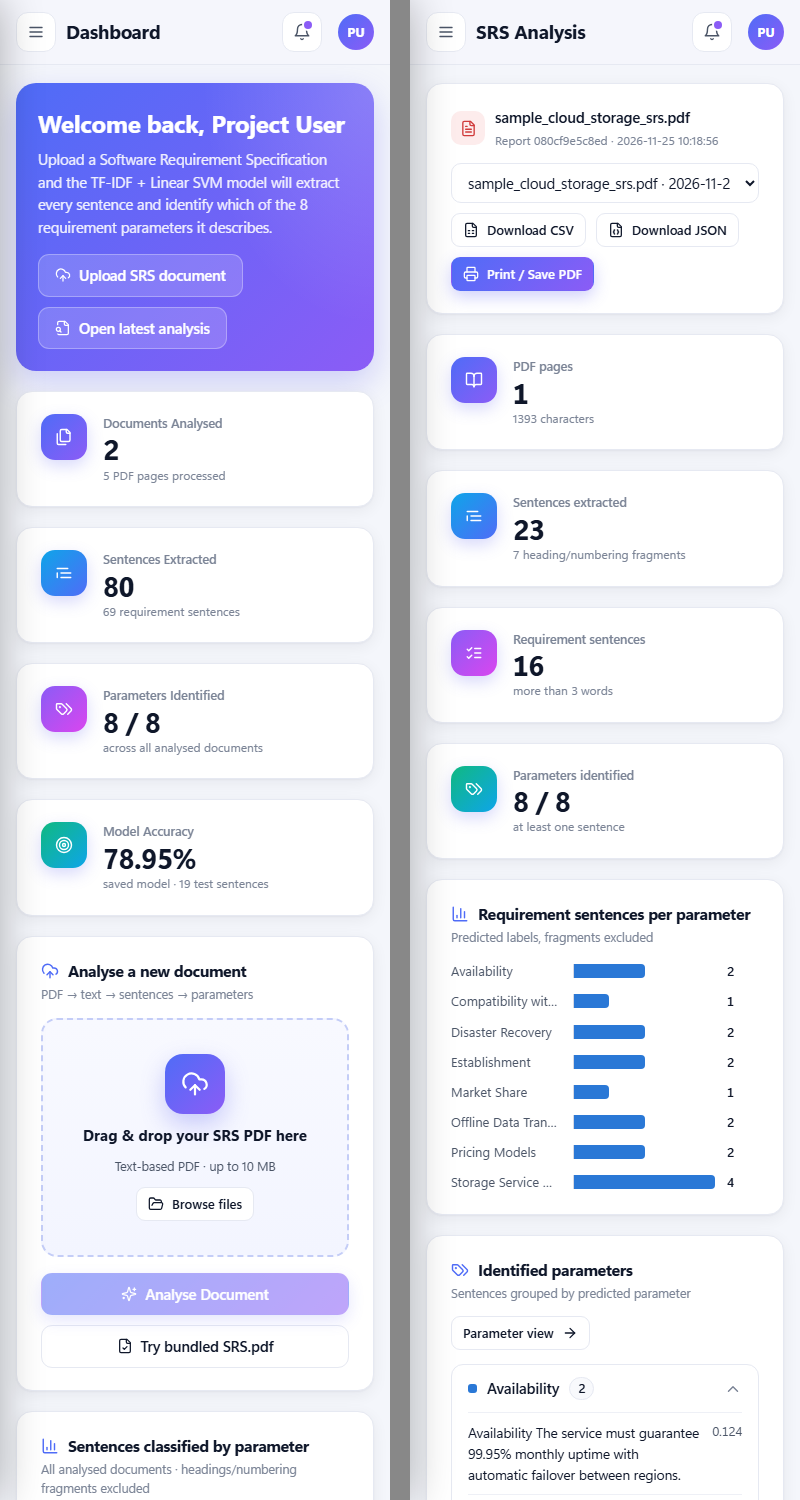 Dashboard
PU
Welcome back, Project User
Upload a Software Requirement Specification
and the TF-IDF + Linear SVM model will extract
every sentence and identify which of the 8
requirement parameters it describes.
Upload SRS document
Open latest analysis
Documents Analysed
2
5 PDF pages processed
Sentences Extracted
80
69 requirement sentences
Parameters Identified
8 / 8
across all analysed documents
Model Accuracy
78.95%
saved model · 19 test sentences
Analyse a new document
PDF → text → sentences → parameters
Drag & drop your SRS PDF here
Text-based PDF · up to 10 MB
Browse files
Analyse Document
Try bundled SRS.pdf
Sentences classified by parameter
All analysed documents · headings/numbering
fragments excluded
SRS Analysis
PU
sample_cloud_storage_srs.pdf
Report 080cf9e5c8ed · 2026-11-25 10:18:56
sample_cloud_storage_srs.pdf · 2026-11-2
Download CSV
Download JSON
Print / Save PDF
PDF pages
1
1393 characters
Sentences extracted
23
7 heading/numbering fragments
Requirement sentences
16
more than 3 words
Parameters identified
8 / 8
at least one sentence
Requirement sentences per parameter
Predicted labels, fragments excluded
Availability 2
Compatibility wit... 1
Disaster Recovery 2
Establishment 2
Market Share 1
Offline Data Tran... 2
Pricing Models 2
Storage Service ... 4
Identified parameters
Sentences grouped by predicted parameter
Parameter view →
Availability 2
Availability The service must guarantee 0.124
99.95% monthly uptime with
automatic failover between regions.